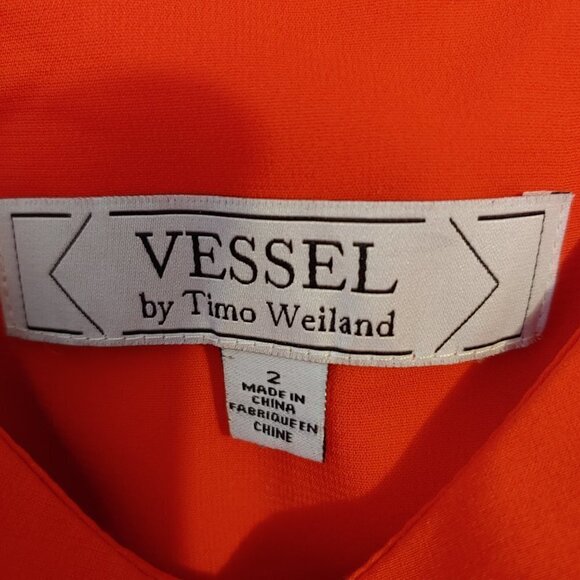 VESSEL
by Timo Weiland
2
MADE IN
CHINA
FABRIQUE EN
CHINE